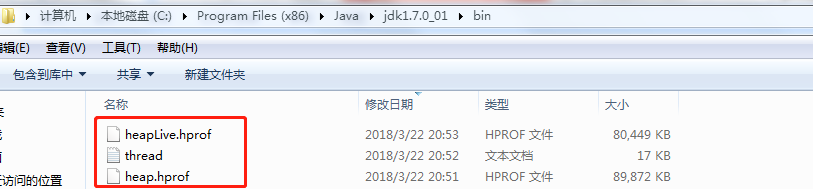 计算机 ▸ 本地磁盘 (C:) ▸ Program Files (x86) ▸ Java ▸ jdk1.7.0_01 ▸ bin
编辑(E) 查看(V) 工具(T) 帮助(H)
包含到库中 共享 新建文件夹
名称 修改日期 类型 大小
heapLive.hprof 2018/3/22 20:53 HPROF 文件 80,449 KB
thread 2018/3/22 20:52 文本文档 17 KB
heap.hprof 2018/3/22 20:51 HPROF 文件 89,872 KB
访问的位置